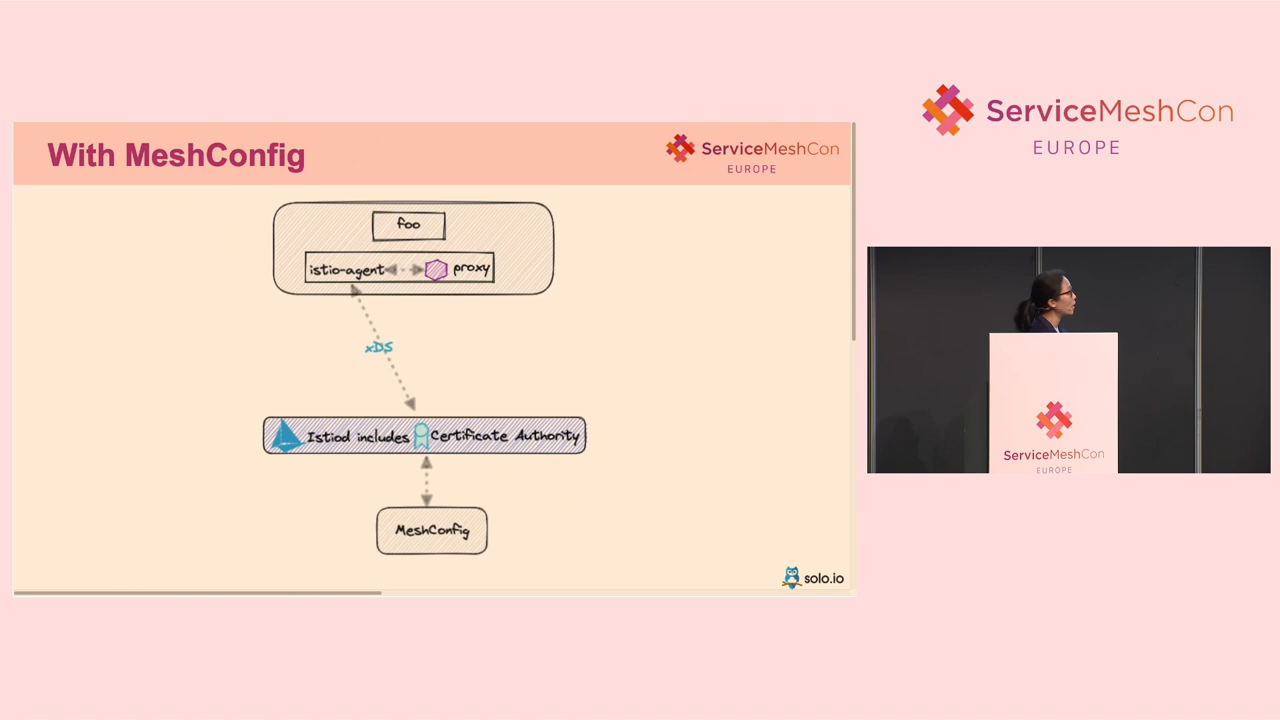 With MeshConfig
ServiceMeshCon
EUROPE
foo
istio-agent
proxy
xDS
Istiod includes
Certificate Authority
MeshConfig
solo.io
ServiceMeshCon
EUROPE
ServiceMeshCon
EUROPE